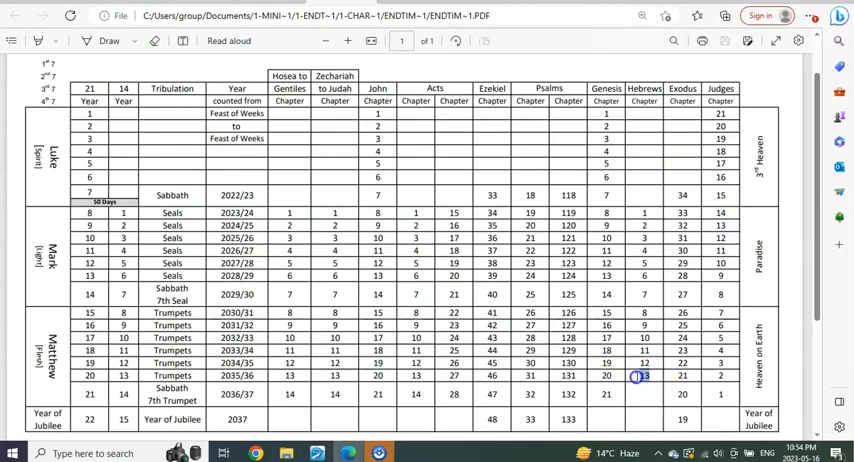 File
C:/Users/group/Documents/1-MINI~1/1-ENDT~1/1-CHAR~1/ENDTIM~1/ENDTIM~1.PDF
Sign in
Draw
Read aloud
1 of 1
1st 7
2nd 7
3rd 7
4th 7
Hosea to Zechariah
21 14 Tribulation Year Gentiles to Judah John Acts Ezekiel Psalms Genesis Hebrews Exodus Judges
Year Year counted from Chapter Chapter Chapter Chapter Chapter Chapter Chapter Chapter Chapter Chapter Chapter Chapter
Luke [Spirit]
3rd Heaven
1 Feast of Weeks 1 1 21
2 to 2 2 20
3 Feast of Weeks 3 3 19
4 4 4 18
5 5 5 17
6 6 6 16
7 Sabbath 2022/23 7 33 18 118 7 34 15
50 Days
Mark [Light]
Paradise
8 1 Seals 2023/24 1 1 8 1 15 34 19 119 8 1 33 14
9 2 Seals 2024/25 2 2 9 2 16 35 20 120 9 2 32 13
10 3 Seals 2025/26 3 3 10 3 17 36 21 121 10 3 31 12
11 4 Seals 2026/27 4 4 11 4 18 37 22 122 11 4 30 11
12 5 Seals 2027/28 5 5 12 5 19 38 23 123 12 5 29 10
13 6 Seals 2028/29 6 6 13 6 20 39 24 124 13 6 28 9
14 7 Sabbath 7th Seal 2029/30 7 7 14 7 21 40 25 125 14 7 27 8
Matthew [Flesh]
Heaven on Earth
15 8 Trumpets 2030/31 8 8 15 8 22 41 26 126 15 8 26 7
16 9 Trumpets 2031/32 9 9 16 9 23 42 27 127 16 9 25 6
17 10 Trumpets 2032/33 10 10 17 10 24 43 28 128 17 10 24 5
18 11 Trumpets 2033/34 11 11 18 11 25 44 29 129 18 11 23 4
19 12 Trumpets 2034/35 12 12 19 12 26 45 30 130 19 12 22 3
20 13 Trumpets 2035/36 13 13 20 13 27 46 31 131 20 13 21 2
21 14 Sabbath 7th Trumpet 2036/37 14 14 21 14 28 47 32 132 21 20 1
Year of Jubilee 22 15 Year of Jubilee 2037 48 33 133 19 Year of Jubilee
Type here to search
14°C Haze
ENG
10:54 PM
2023-05-16